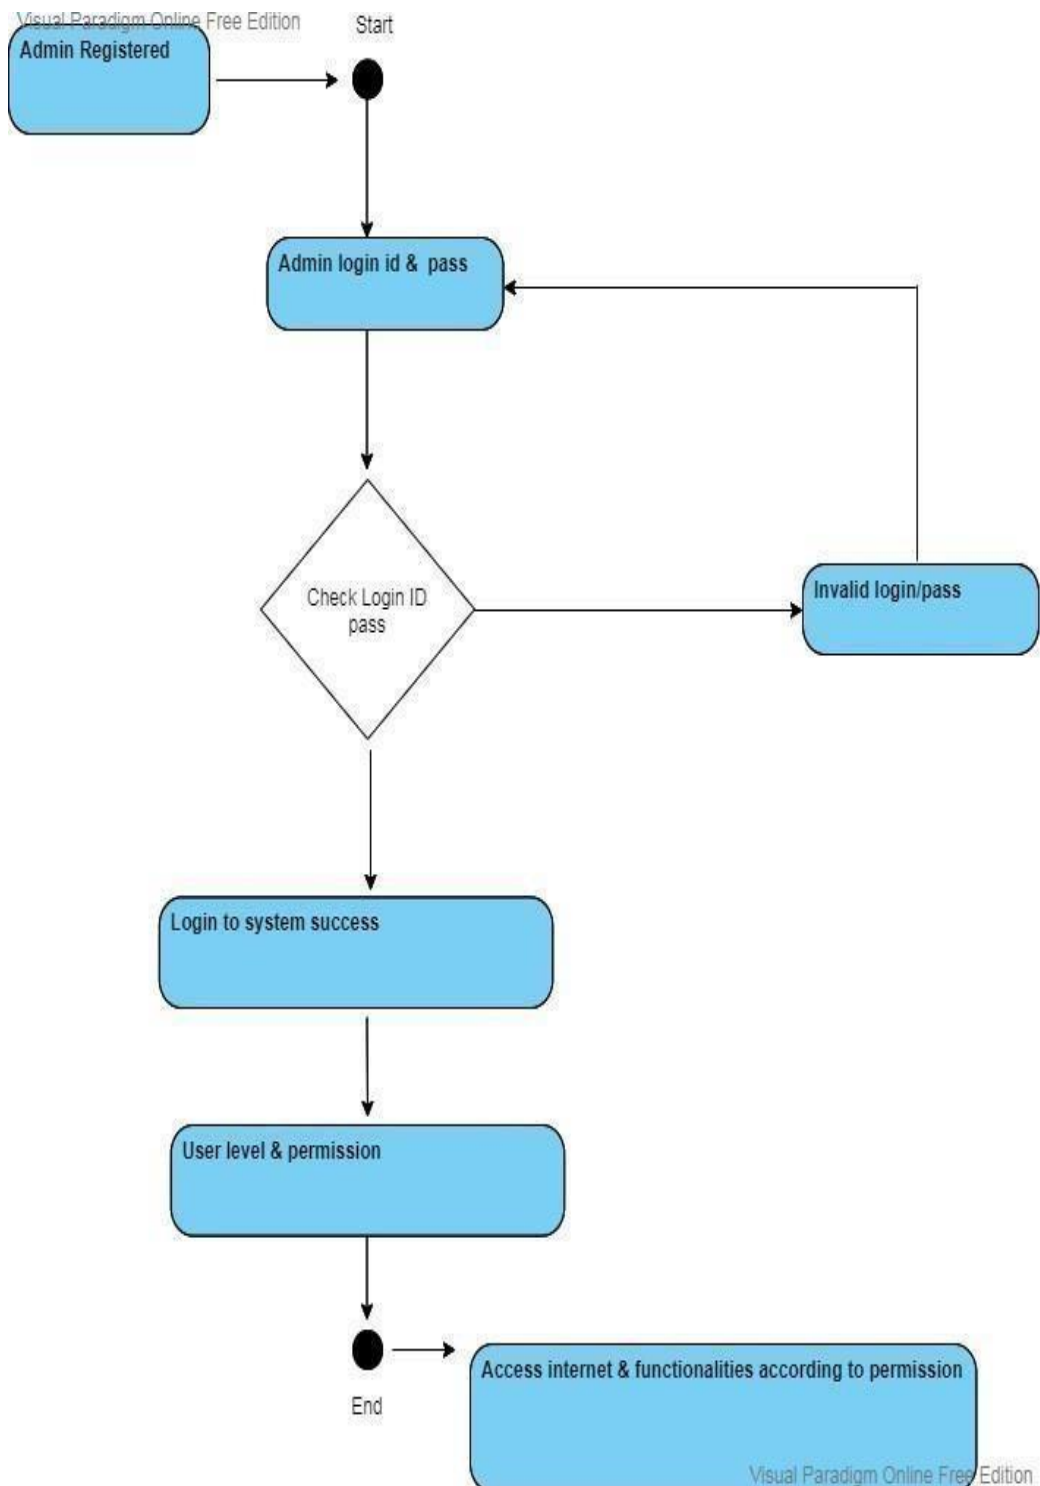 Visual Paradigm Online Free Edition
Start
Admin Registered
Admin login id & pass
Check Login ID
pass
Invalid login/pass
Login to system success
User level & permission
Access internet & functionalities according to permission
End
Visual Paradigm Online Free Edition